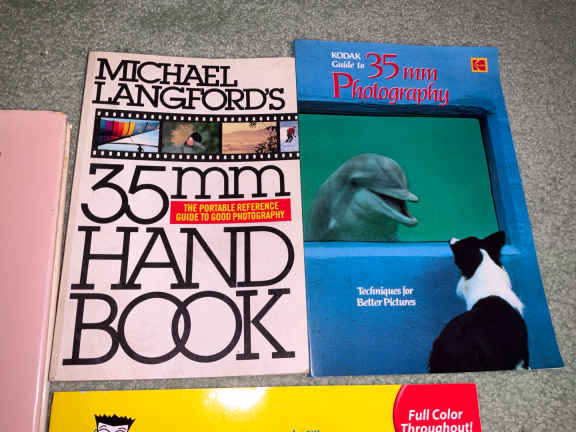 MICHAEL
LANGFORD'S
35mm
THE PORTABLE REFERENCE
GUIDE TO GOOD PHOTOGRAPHY
HAND
BOOK
KODAK
Guide to 35mm
Photography
Techniques for
Better Pictures
Full Color
Throughout!